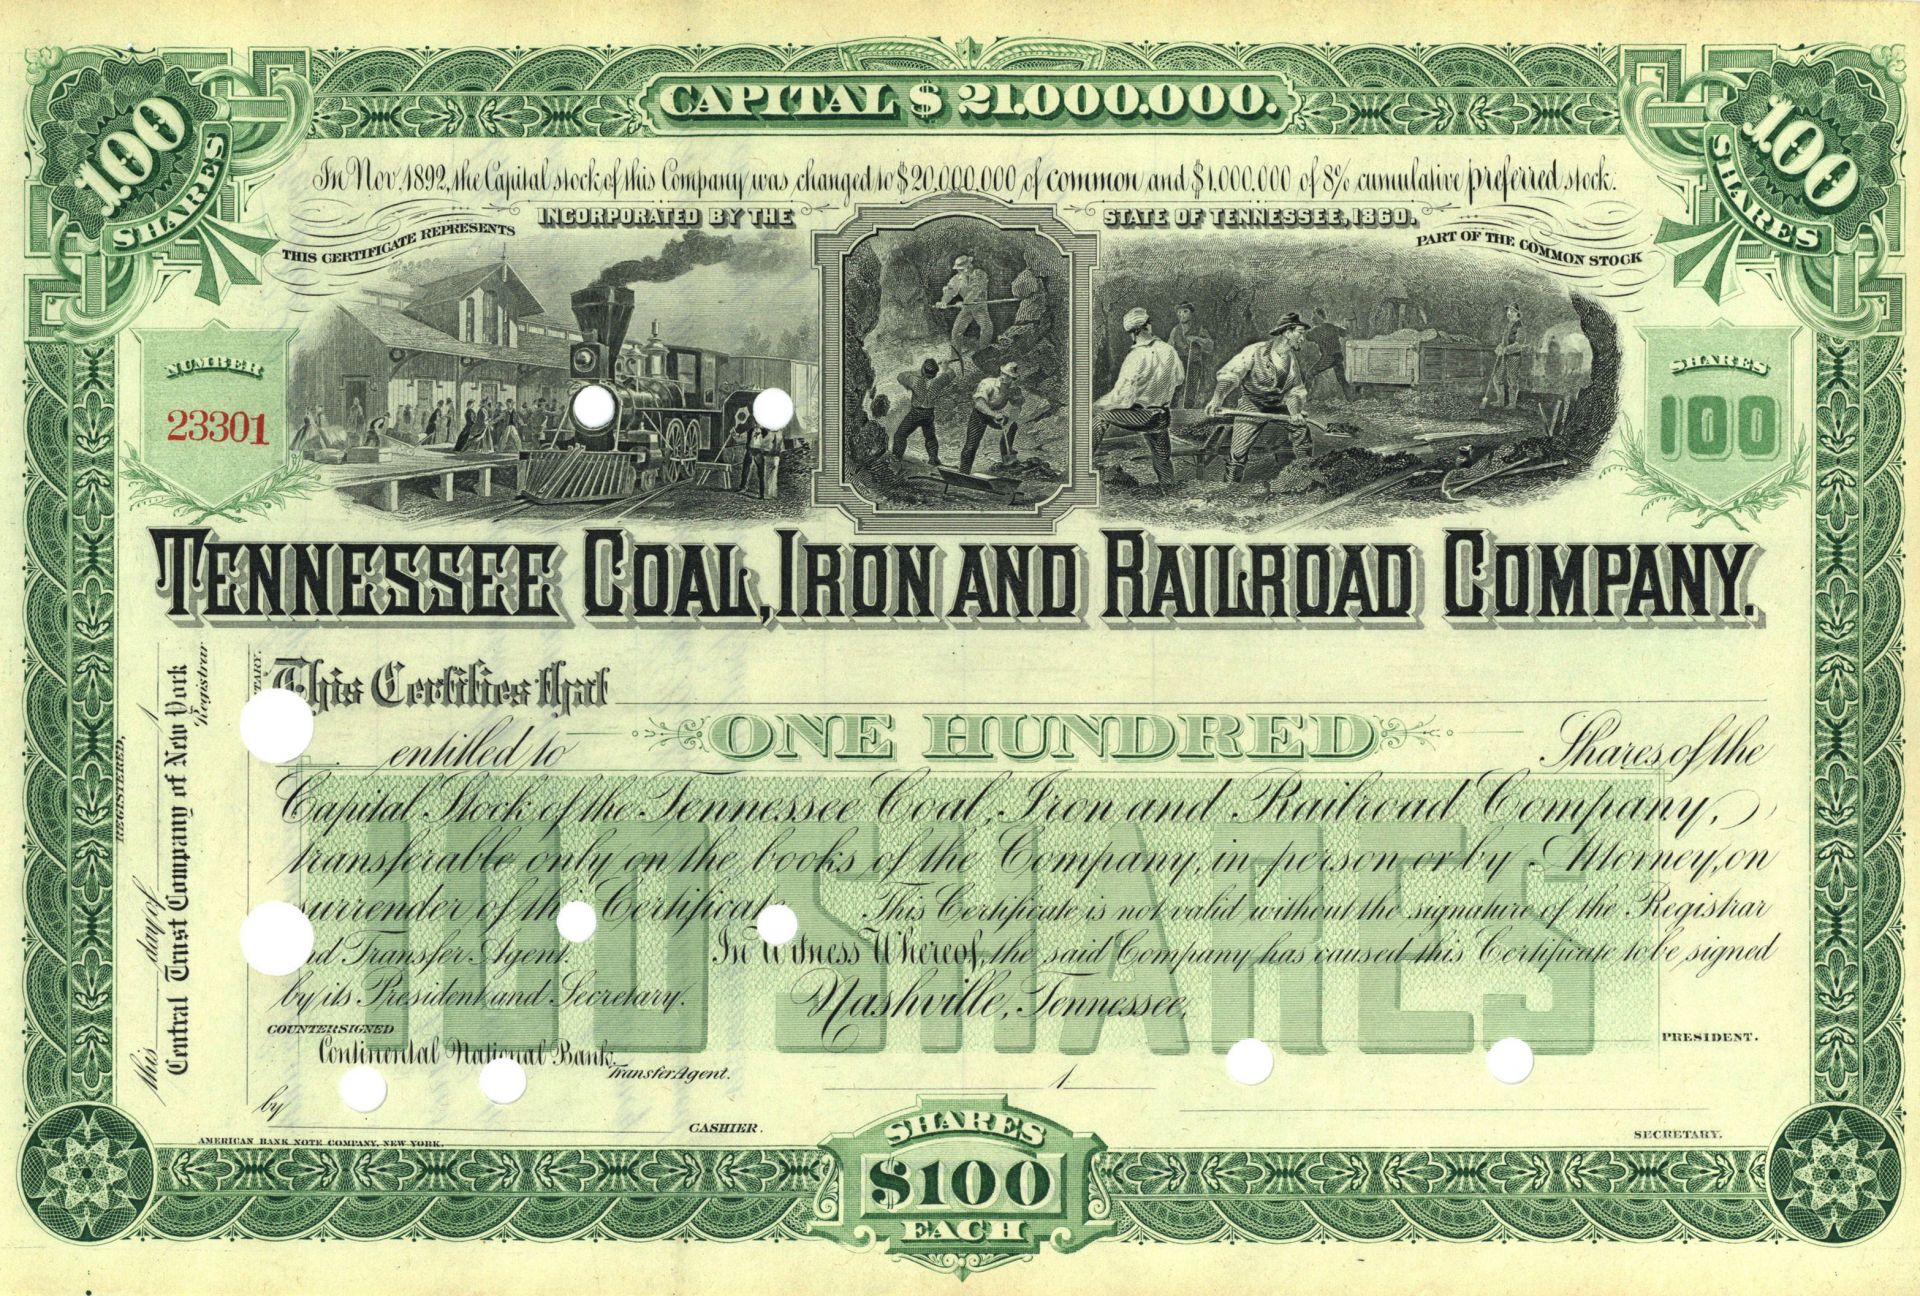 CAPITAL $ 21.000.000.
100 SHARES
100 SHARES
In Nov. 1892, the Capital stock of this Company was changed to $20,000,000 of common and $1,000,000 of 8% cumulative preferred stock.
INCORPORATED BY THE STATE OF TENNESSEE, 1860.
THIS CERTIFICATE REPRESENTS PART OF THE COMMON STOCK
NUMBER
23301
SHARES
100
TENNESSEE COAL, IRON AND RAILROAD COMPANY.
This Certifies that
entitled to ONE HUNDRED Shares of the
Capital Stock of the Tennessee Coal, Iron and Railroad Company,
transferable only on the books of the Company, in person or by Attorney, on
surrender of this Certificate. This Certificate is not valid without the signature of the Registrar
and Transfer Agent. In Witness Whereof, the said Company has caused this Certificate to be signed
by its President and Secretary. Nashville, Tennessee,
100 SHARES
COUNTERSIGNED
Continental National Bank,
Transfer Agent.
by
CASHIER.
1
PRESIDENT.
SECRETARY.
AMERICAN BANK NOTE COMPANY, NEW YORK.
SHARES
$100
EACH
REGISTERED,
this day of 1
Central Trust Company of New York
Registrar